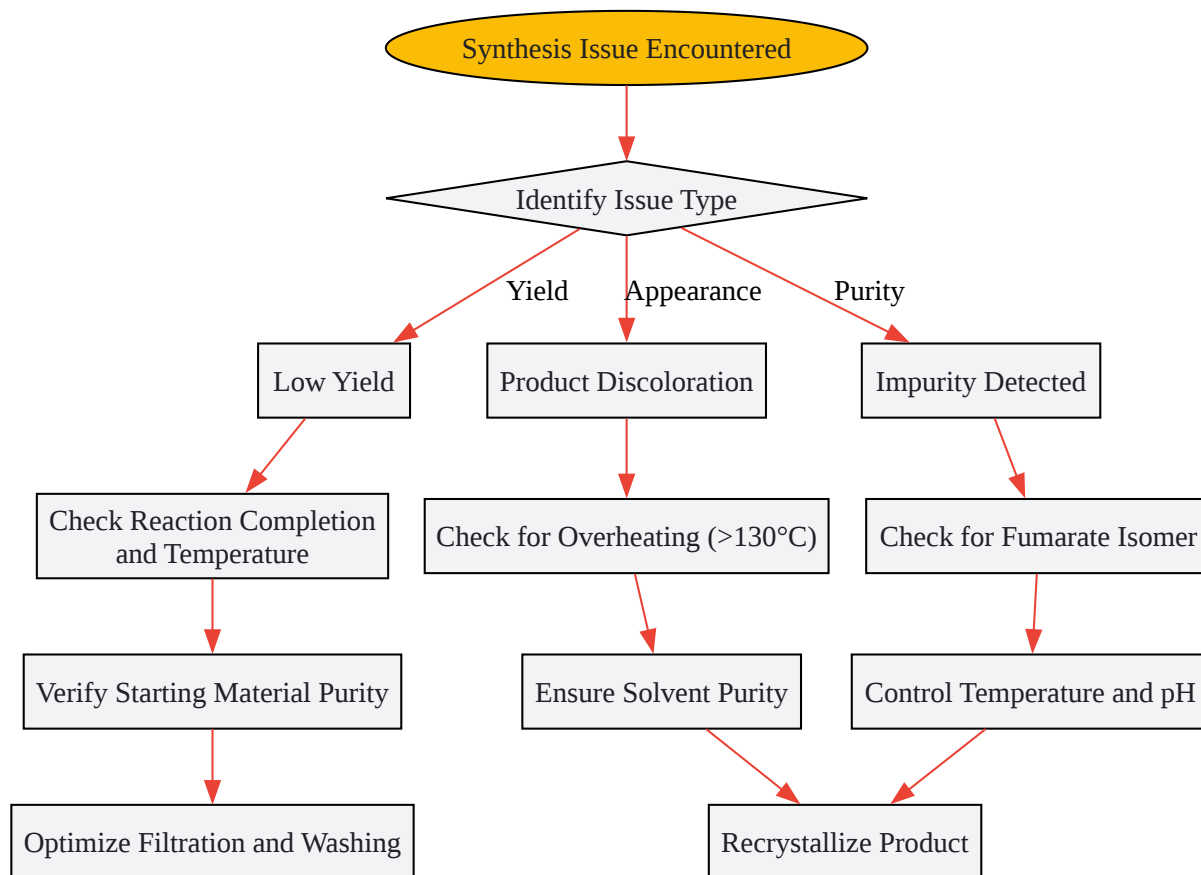 Synthesis Issue Encountered
Identify Issue Type
Yield
Appearance
Purity
Low Yield
Product Discoloration
Impurity Detected
Check Reaction Completion
and Temperature
Check for Overheating (>130°C)
Check for Fumarate Isomer
Verify Starting Material Purity
Ensure Solvent Purity
Control Temperature and pH
Optimize Filtration and Washing
Recrystallize Product